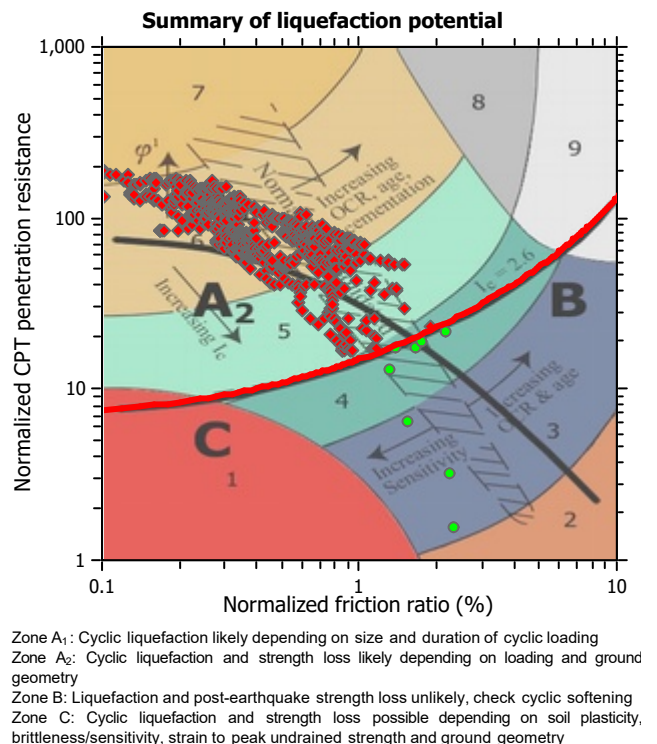 Summary of liquefaction potential
Normalized CPT penetration resistance
1,000
100
10
1
7
8
9
φ'
Increasing
OCR, age,
cementation
6
A2
Increasing Ic
5
Ic = 2.6
B
4
C
1
Increasing
OCR & age
Increasing
Sensitivity
3
2
0.1
1
10
Normalized friction ratio (%)
Zone A1: Cyclic liquefaction likely depending on size and duration of cyclic loading
Zone A2: Cyclic liquefaction and strength loss likely depending on loading and ground
geometry
Zone B: Liquefaction and post-earthquake strength loss unlikely, check cyclic softening
Zone C: Cyclic liquefaction and strength loss possible depending on soil plasticity,
brittleness/sensitivity, strain to peak undrained strength and ground geometry